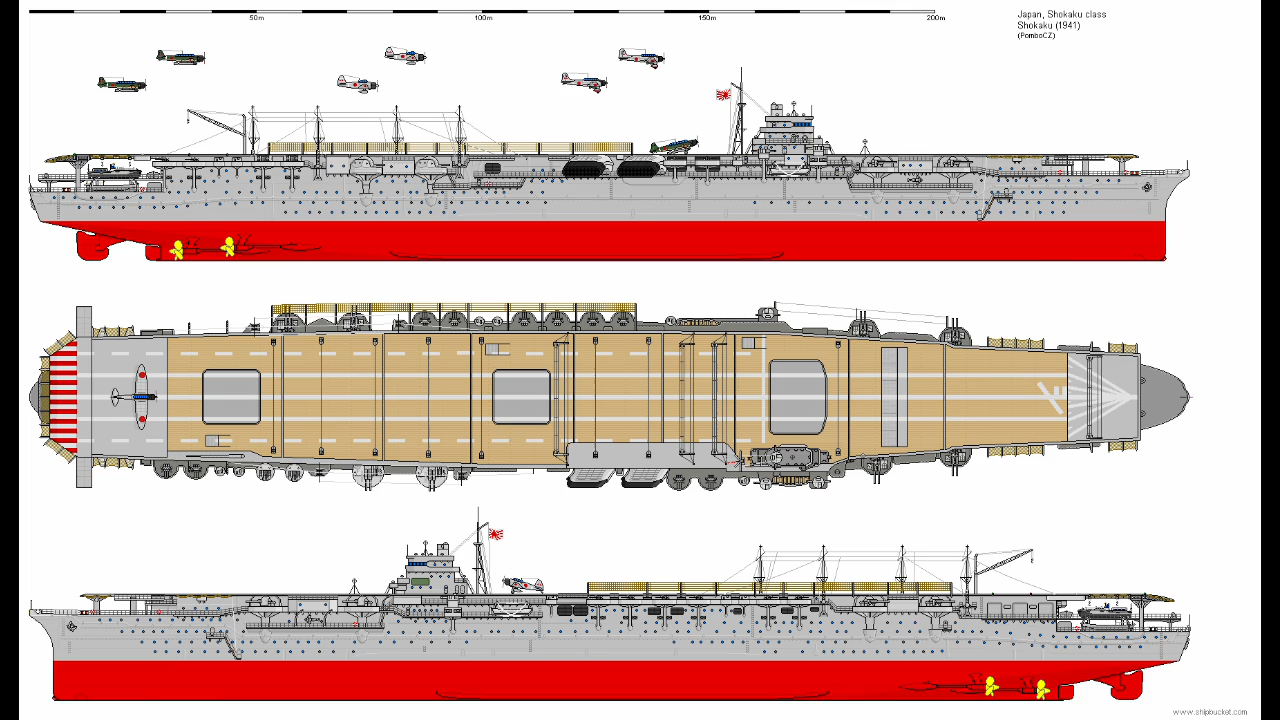 50m 100m 150m 200m
Japan, Shokaku class
Shokaku (1941)
(PomboCZ)
www.shipbucket.com